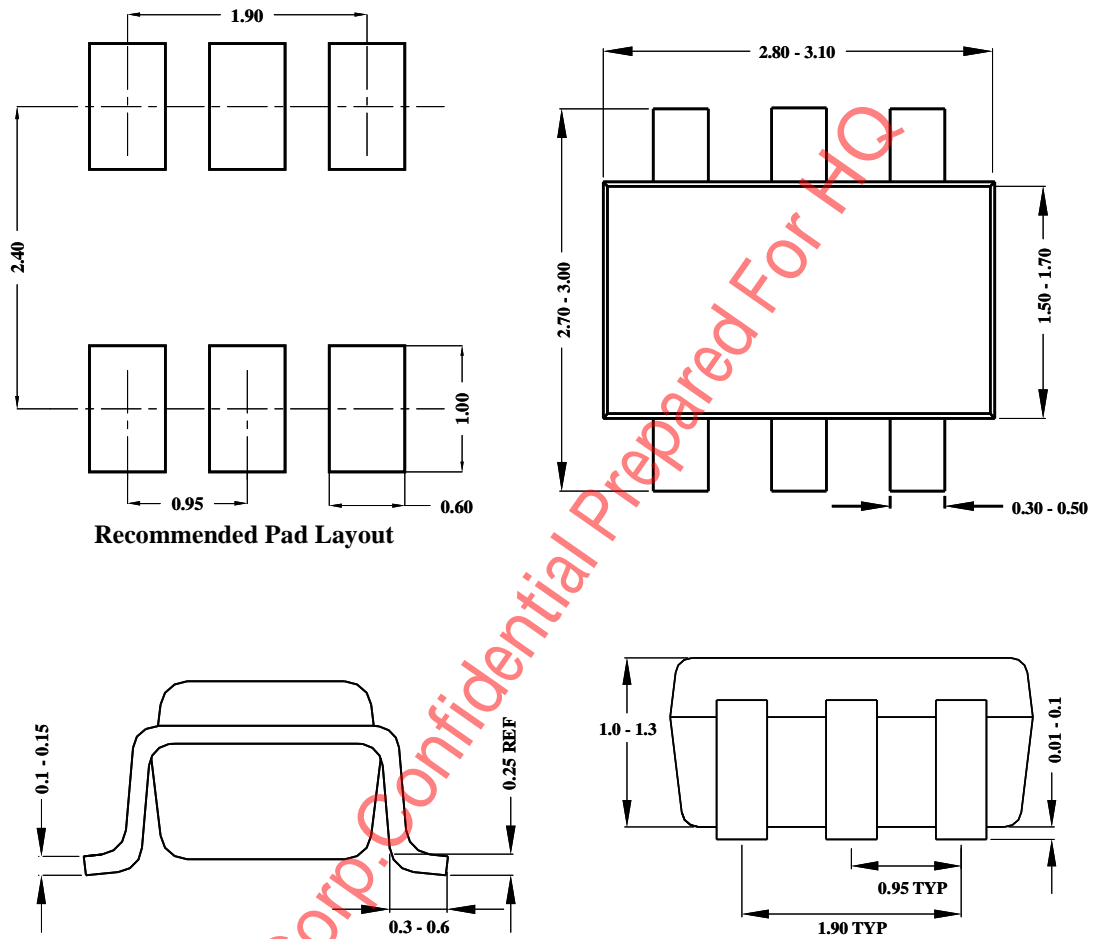 1.90
2.40
1.00
0.95
0.60
Recommended Pad Layout
2.80 - 3.10
2.70 - 3.00
1.50 - 1.70
0.30 - 0.50
0.1 - 0.15
0.25 REF
0.3 - 0.6
1.0 - 1.3
0.01 - 0.1
0.95 TYP
1.90 TYP
Corp.Confidential Prepared For HQ